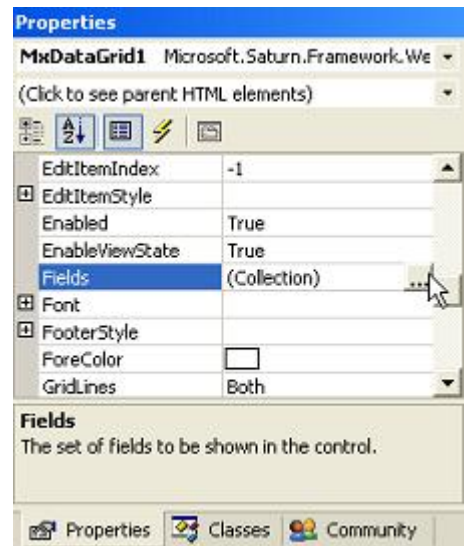 Properties
MxDataGrid1 Microsoft.Saturn.Framework.We
(Click to see parent HTML elements)
EditItemIndex -1
EditItemStyle
Enabled True
EnableViewState True
Fields (Collection) ...
Font
FooterStyle
ForeColor
GridLines Both
Fields
The set of fields to be shown in the control.
Properties Classes Community